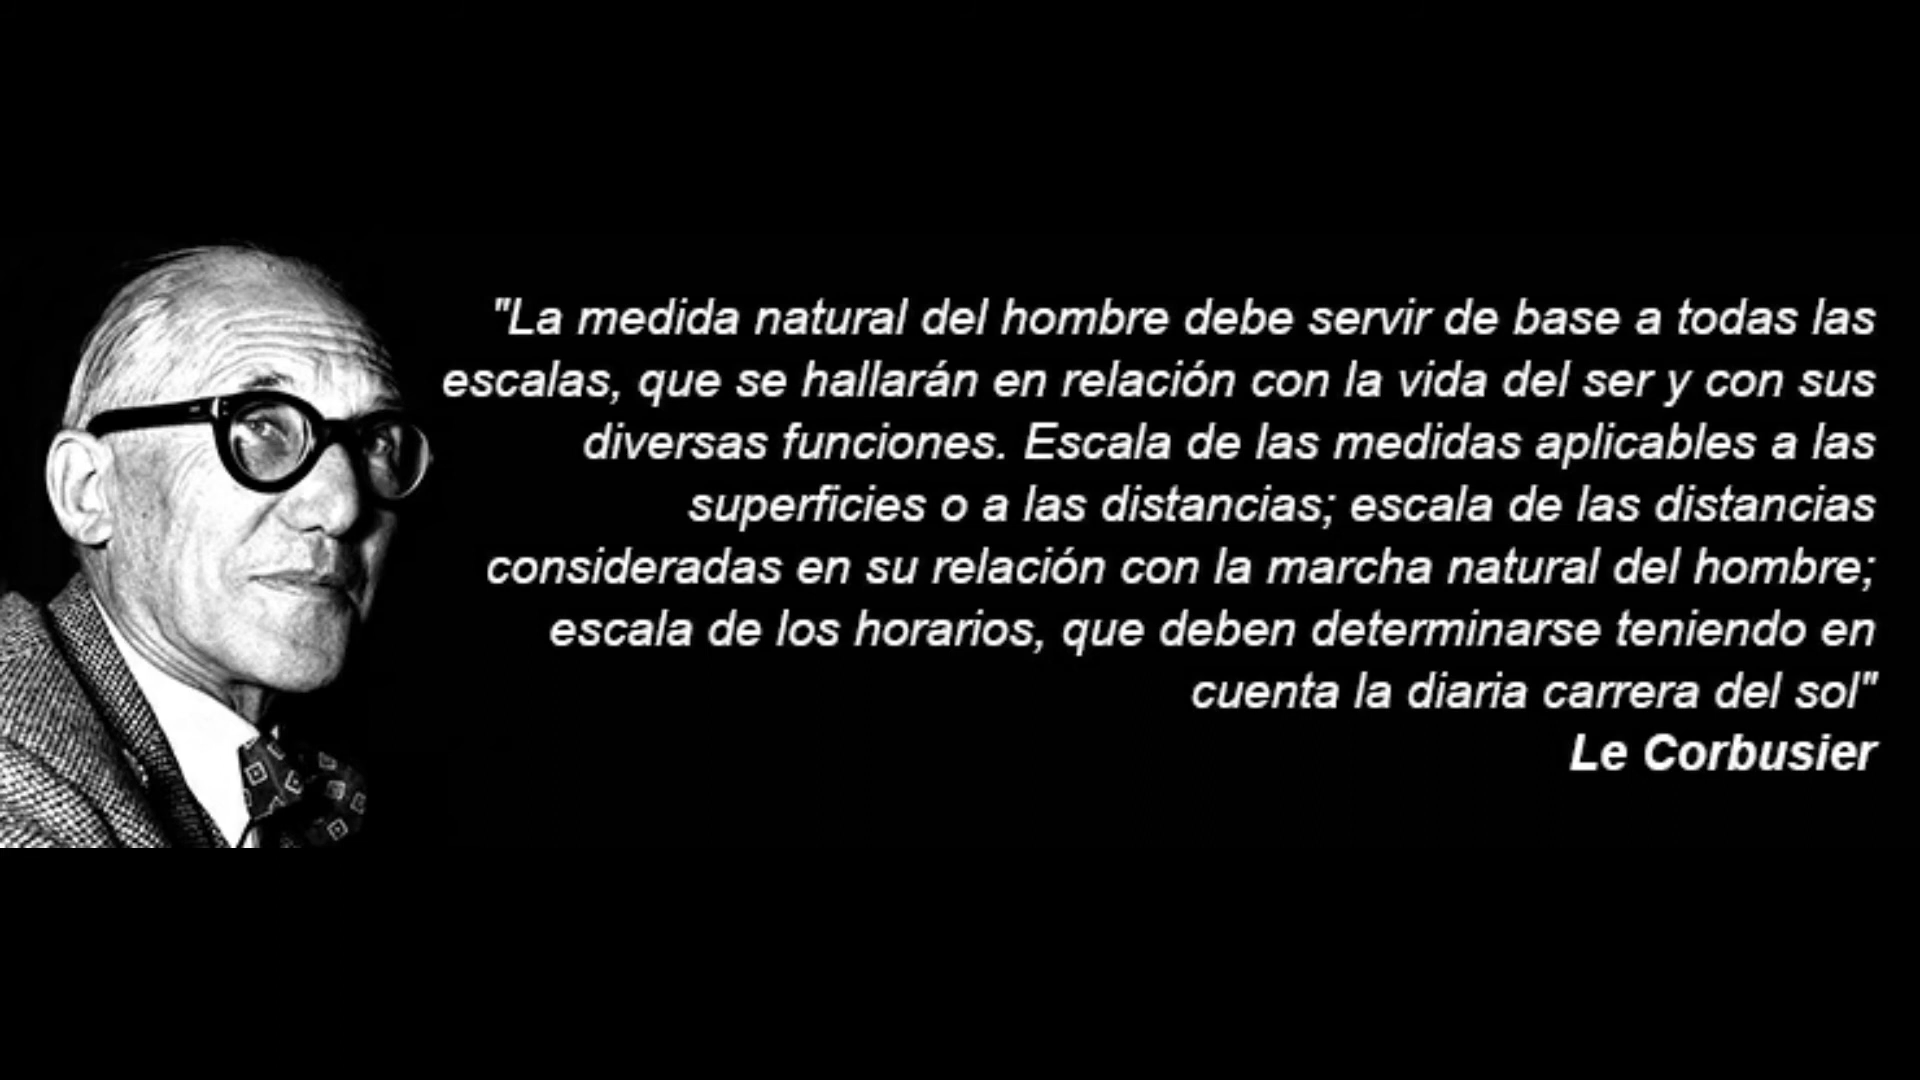 "La medida natural del hombre debe servir de base a todas las
escalas, que se hallarán en relación con la vida del ser y con sus
diversas funciones. Escala de las medidas aplicables a las
superficies o a las distancias; escala de las distancias
consideradas en su relación con la marcha natural del hombre;
escala de los horarios, que deben determinarse teniendo en
cuenta la diaria carrera del sol"
Le Corbusier